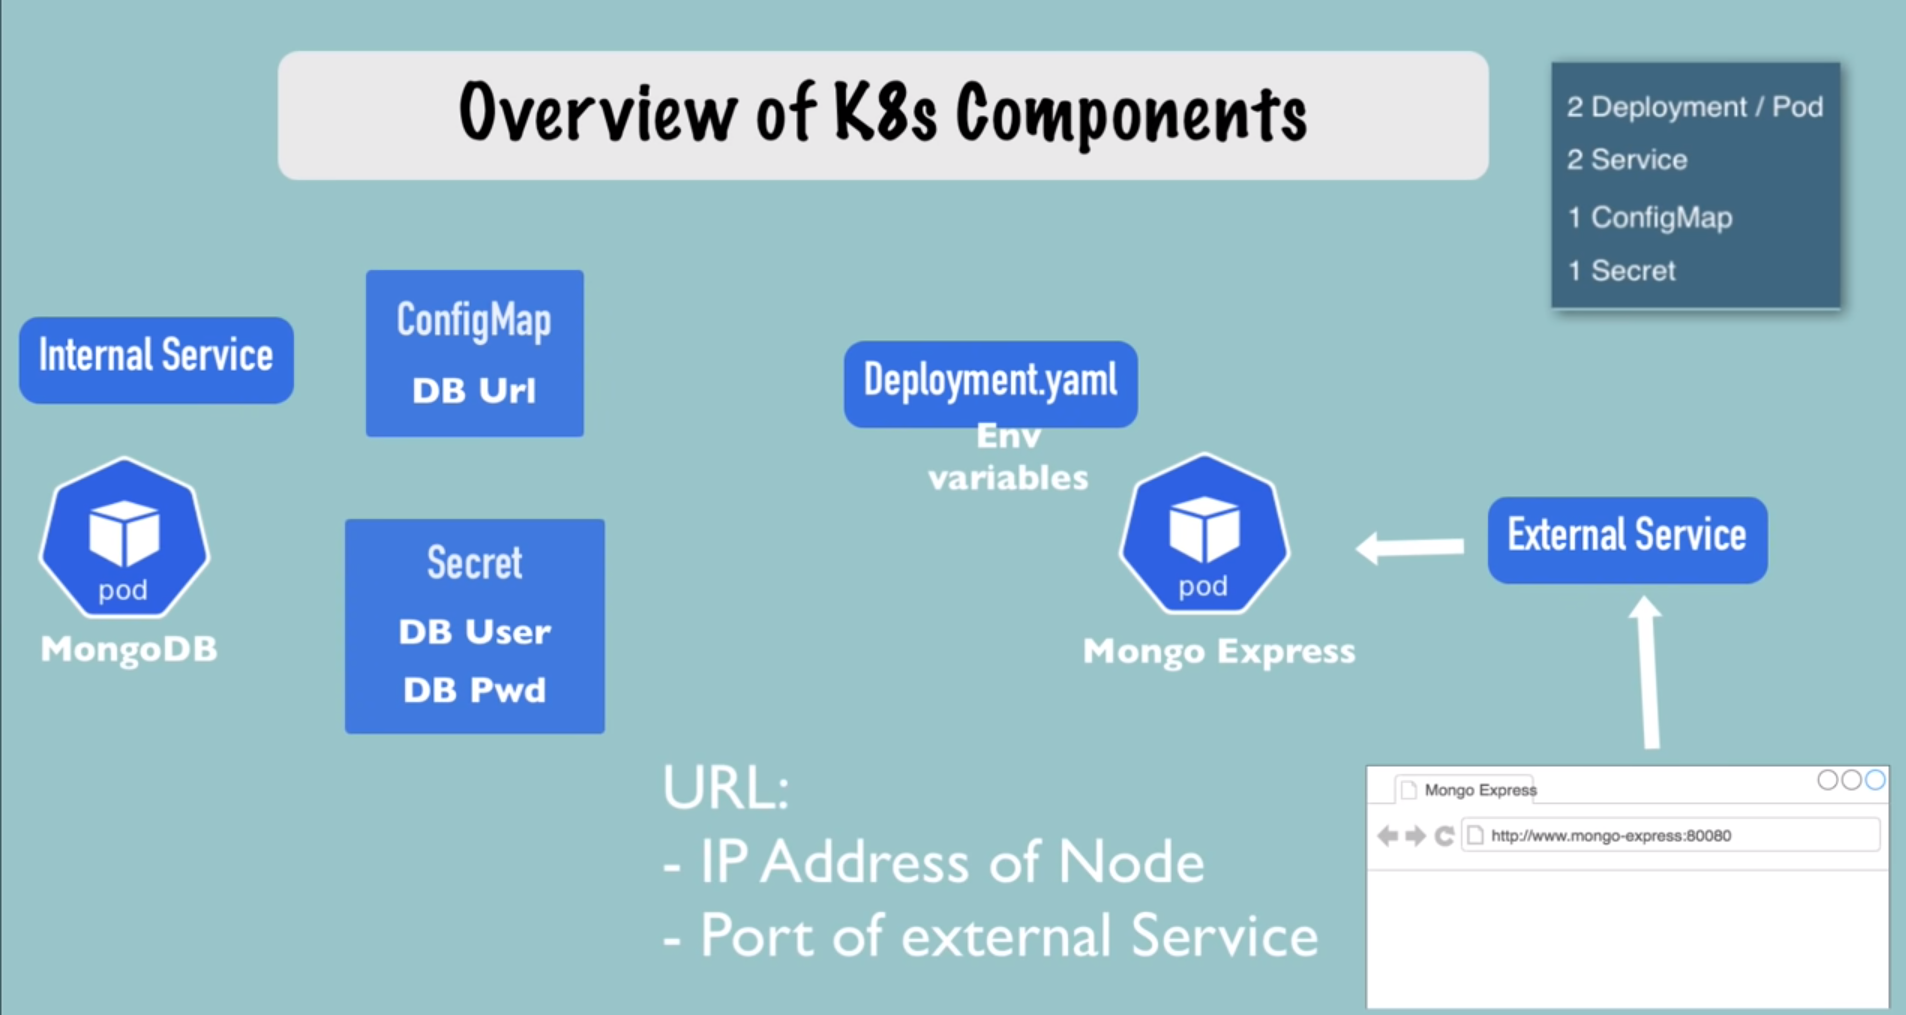 Overview of K8s Components
2 Deployment / Pod
2 Service
1 ConfigMap
1 Secret
Internal Service
pod
MongoDB
ConfigMap
DB Url
Secret
DB User
DB Pwd
Deployment.yaml
Env
variables
pod
Mongo Express
External Service
URL:
- IP Address of Node
- Port of external Service
Mongo Express
http://www.mongo-express:80080